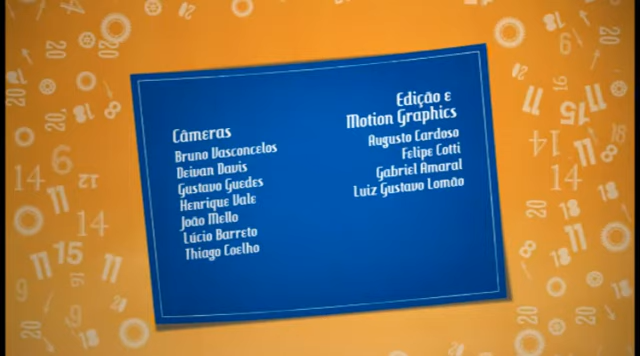 Câmeras
Bruno Vasconcelos
Deivan Davis
Gustavo Guedes
Henrique Vale
João Mello
Lúcio Barreto
Thiago Coelho
Edição e
Motion Graphics
Augusto Cardoso
Felipe Cotti
Gabriel Amaral
Luiz Gustavo Lomão